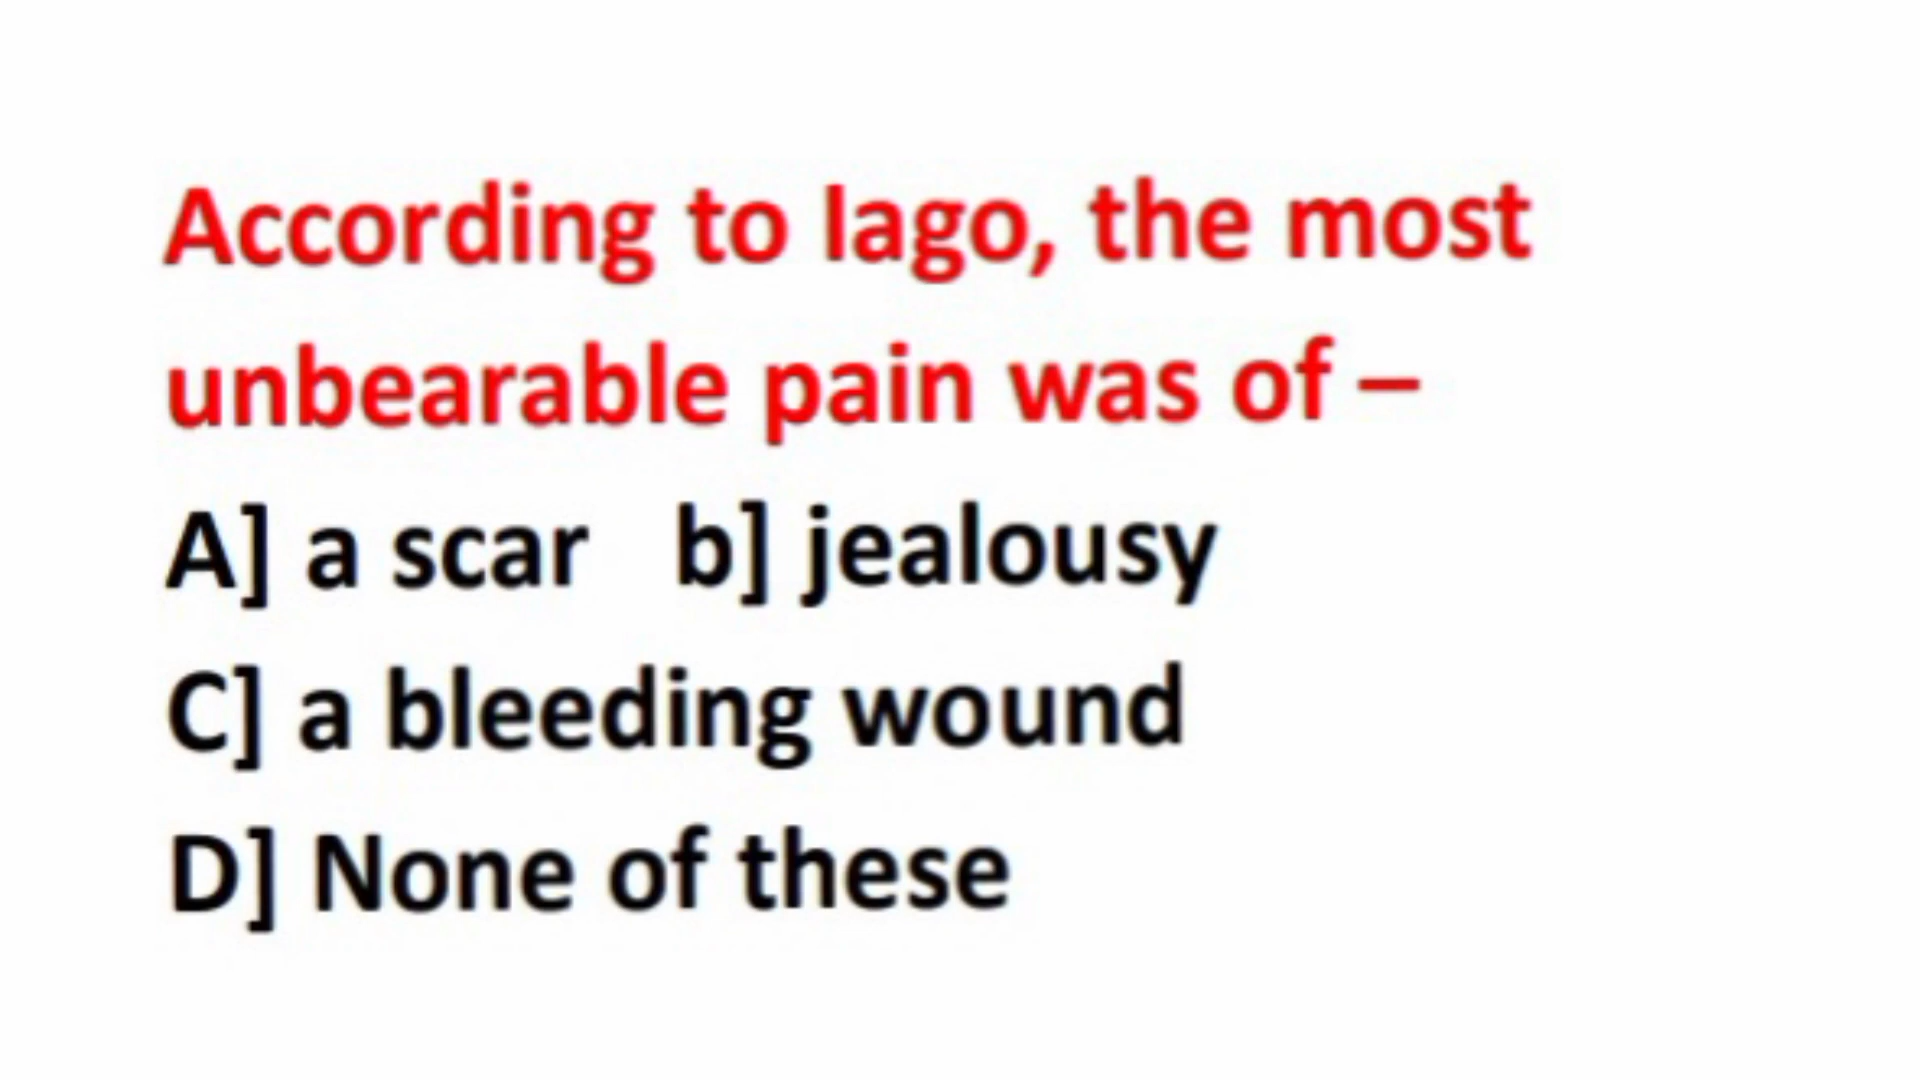 According to Iago, the most
unbearable pain was of –
A] a scar b] jealousy
C] a bleeding wound
D] None of these